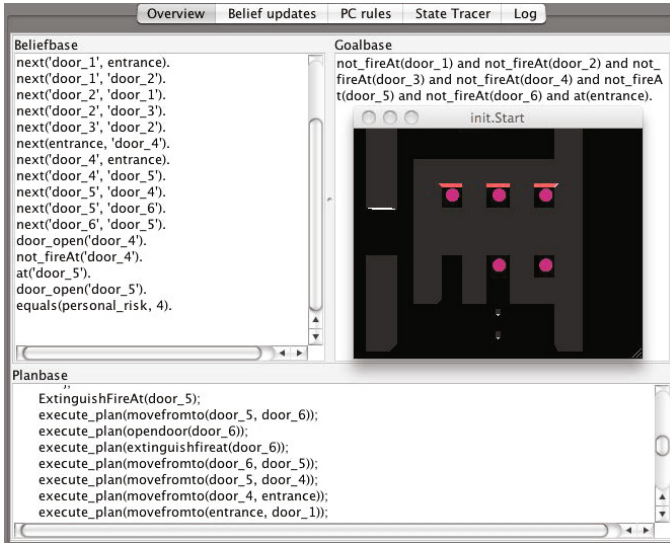 Overview Belief updates PC rules State Tracer Log
Beliefbase
next('door_1', entrance).
next('door_1', 'door_2').
next('door_2', 'door_1').
next('door_2', 'door_3').
next('door_3', 'door_2').
next(entrance, 'door_4').
next('door_4', entrance).
next('door_4', 'door_5').
next('door_5', 'door_4').
next('door_5', 'door_6').
next('door_6', 'door_5').
door_open('door_4').
not_fireAt('door_4').
at('door_5').
door_open('door_5').
equals(personal_risk, 4).
Goalbase
not_fireAt(door_1) and not_fireAt(door_2) and not_
fireAt(door_3) and not_fireAt(door_4) and not_fireA
t(door_5) and not_fireAt(door_6) and at(entrance).
init.Start
Planbase
ExtinguishFireAt(door_5);
execute_plan(movefromto(door_5, door_6));
execute_plan(opendoor(door_6));
execute_plan(extinguishfireat(door_6));
execute_plan(movefromto(door_6, door_5));
execute_plan(movefromto(door_5, door_4));
execute_plan(movefromto(door_4, entrance));
execute_plan(movefromto(entrance, door_1));